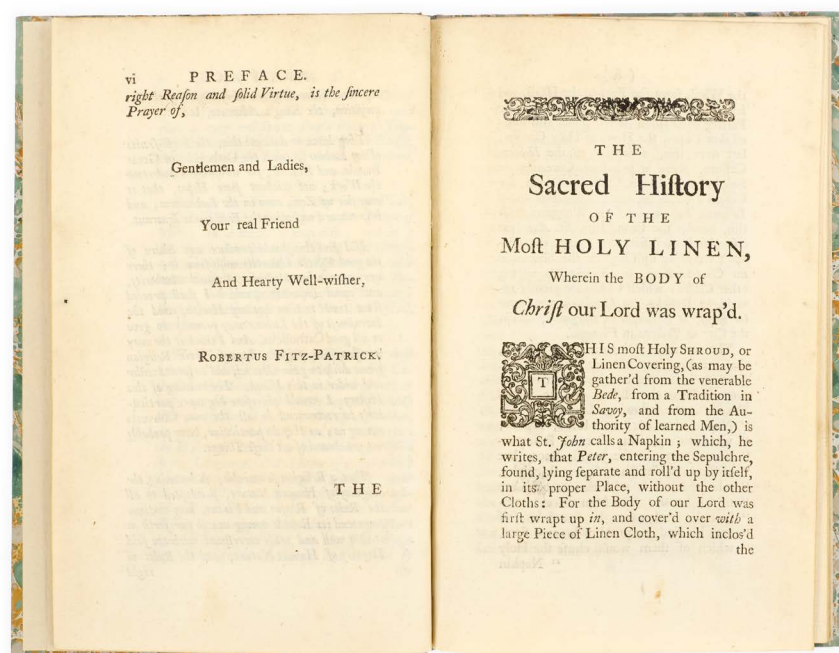 vi PREFACE.
right Reaſon and ſolid Virtue, is the ſincere
Prayer of,
Gentlemen and Ladies,
Your real Friend
And Hearty Well-wiſher,
ROBERTUS FITZ-PATRICK.
THE
THE
Sacred Hiſtory
OF THE
Moſt HOLY LINEN,
Wherein the BODY of
Chriſt our Lord was wrap'd.
THIS moſt Holy SHROUD, or
Linen Covering, (as may be
gather'd from the venerable
Bede, from a Tradition in
Savoy, and from the Au-
thority of learned Men,) is
what St. John calls a Napkin ; which, he
writes, that Peter, entering the Sepulchre,
found, lying ſeparate and roll'd up by itſelf,
in its proper Place, without the other
Cloths: For the Body of our Lord was
firſt wrapt up in, and cover'd over with a
large Piece of Linen Cloth, which inclos'd
the